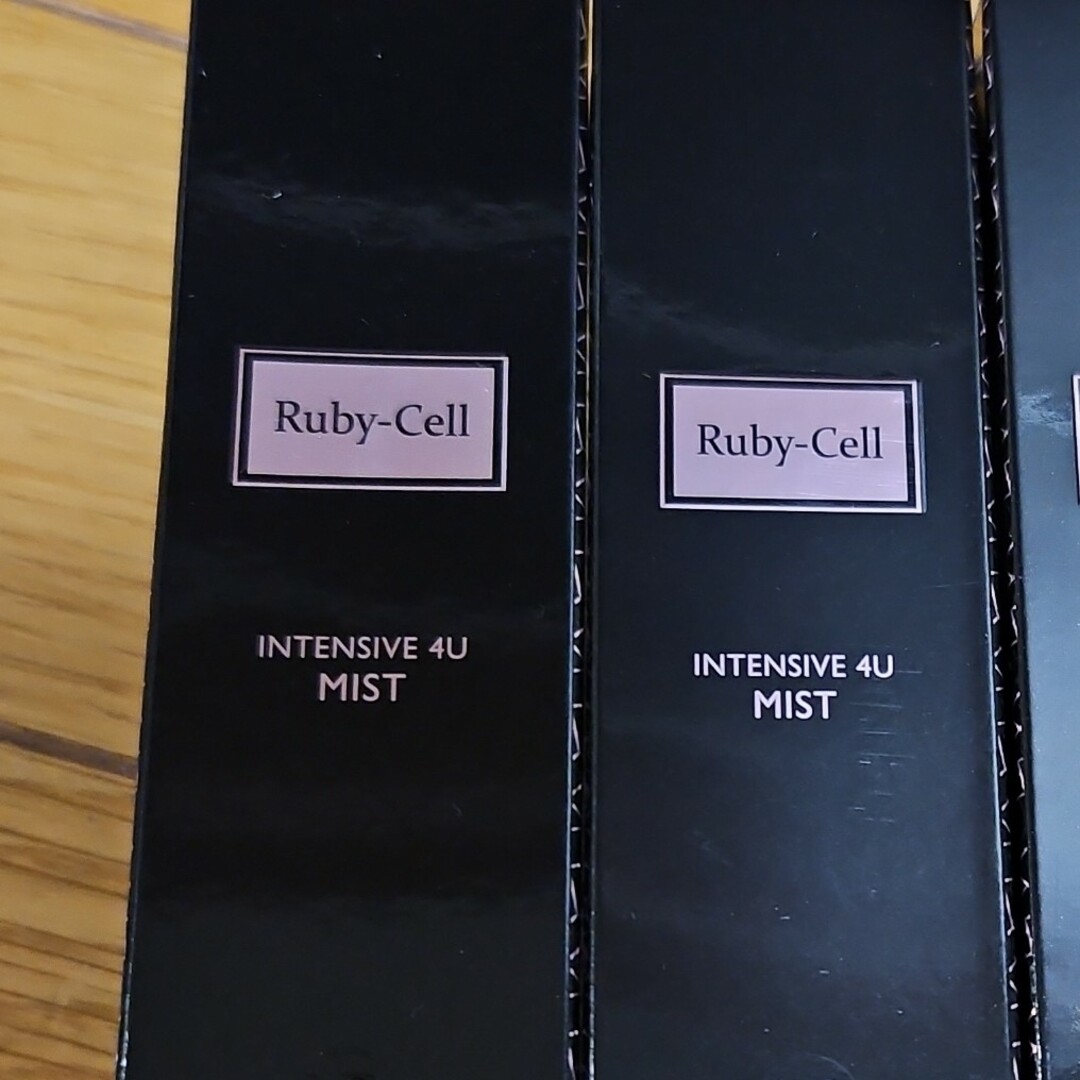 Ruby-Cell
INTENSIVE 4U
MIST
Ruby-Cell
INTENSIVE 4U
MIST